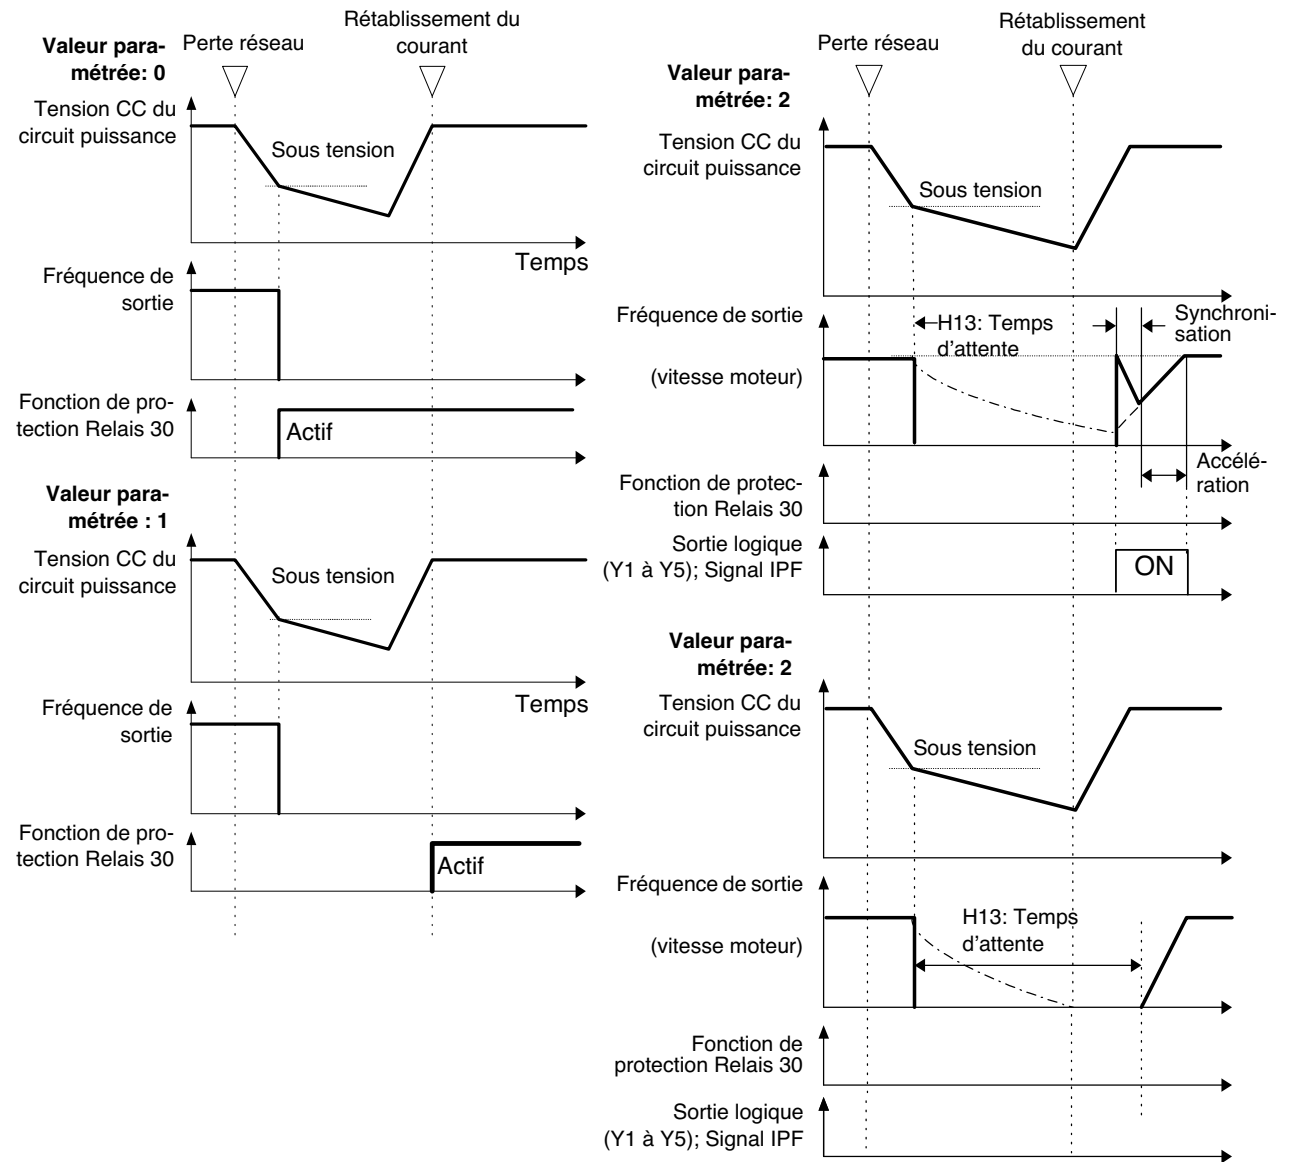 Valeur para-
métrée: 0
Perte réseau
Rétablissement du
courant
Tension CC du
circuit puissance
Sous tension
Temps
Fréquence de
sortie
Fonction de pro-
tection Relais 30
Actif
Valeur para-
métrée : 1
Tension CC du
circuit puissance
Sous tension
Temps
Fréquence de
sortie
Fonction de pro-
tection Relais 30
Actif
Valeur para-
métrée: 2
Perte réseau
Rétablissement
du courant
Tension CC du
circuit puissance
Sous tension
Fréquence de sortie
(vitesse moteur)
H13: Temps
d'attente
Synchroni-
sation
Accélé-
ration
Fonction de protec-
tion Relais 30
Sortie logique
(Y1 à Y5); Signal IPF
ON
Valeur para-
métrée: 2
Tension CC du
circuit puissance
Sous tension
Fréquence de sortie
(vitesse moteur)
H13: Temps
d'attente
Fonction de
protection Relais 30
Sortie logique
(Y1 à Y5); Signal IPF